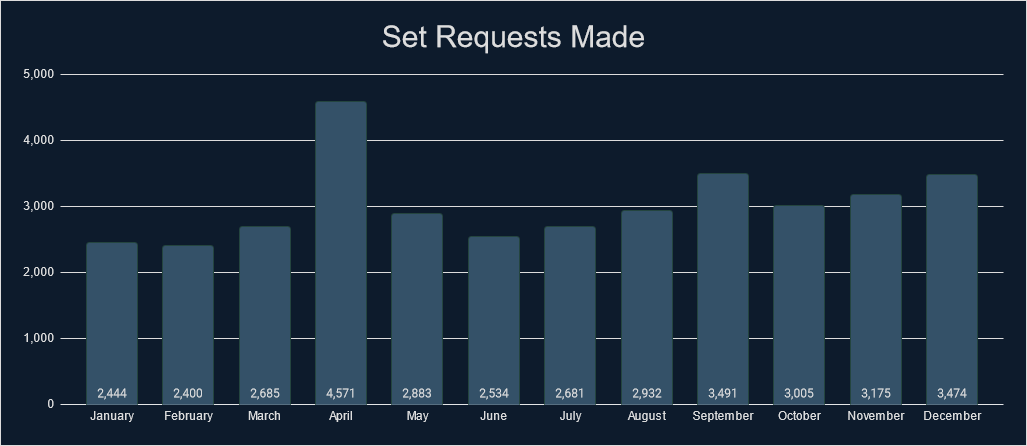 Set Requests Made
5,000
4,000
3,000
2,000
1,000
0
2,444 2,400 2,685 4,571 2,883 2,534 2,681 2,932 3,491 3,005 3,175 3,474
January February March April May June July August September October November December